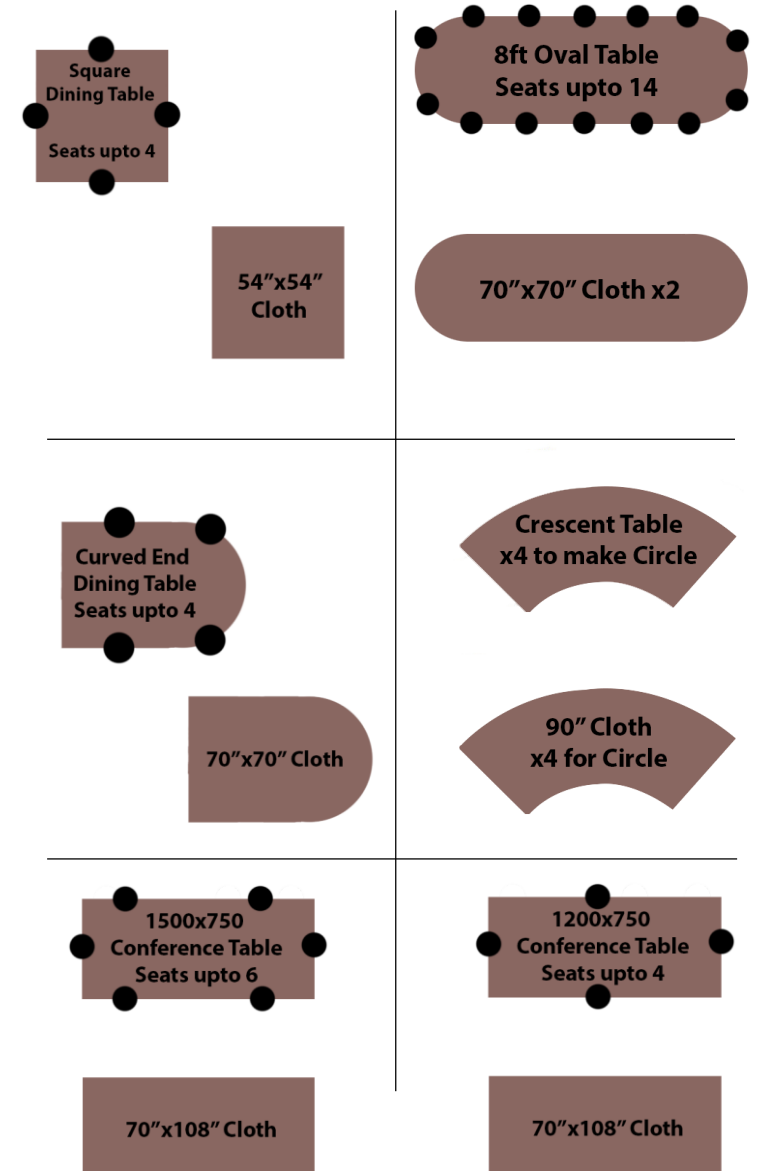 Square
Dining Table
Seats upto 4
54”x54”
Cloth
8ft Oval Table
Seats upto 14
70”x70” Cloth x2
Curved End
Dining Table
Seats upto 4
70”x70” Cloth
Crescent Table
x4 to make Circle
90” Cloth
x4 for Circle
1500x750
Conference Table
Seats upto 6
70”x108” Cloth
1200x750
Conference Table
Seats upto 4
70”x108” Cloth